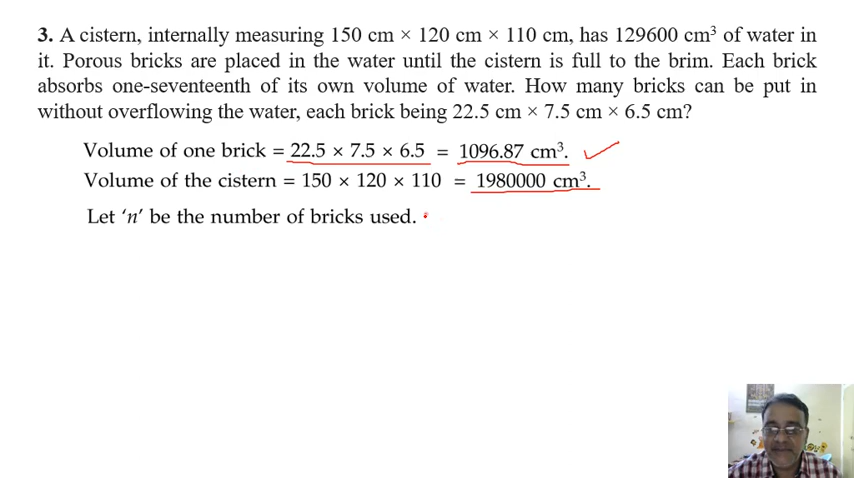 3. A cistern, internally measuring 150 cm × 120 cm × 110 cm, has 129600 cm³ of water in
it. Porous bricks are placed in the water until the cistern is full to the brim. Each brick
absorbs one-seventeenth of its own volume of water. How many bricks can be put in
without overflowing the water, each brick being 22.5 cm × 7.5 cm × 6.5 cm?
Volume of one brick = 22.5 × 7.5 × 6.5 = 1096.87 cm³.
Volume of the cistern = 150 × 120 × 110 = 1980000 cm³.
Let ‘n’ be the number of bricks used.